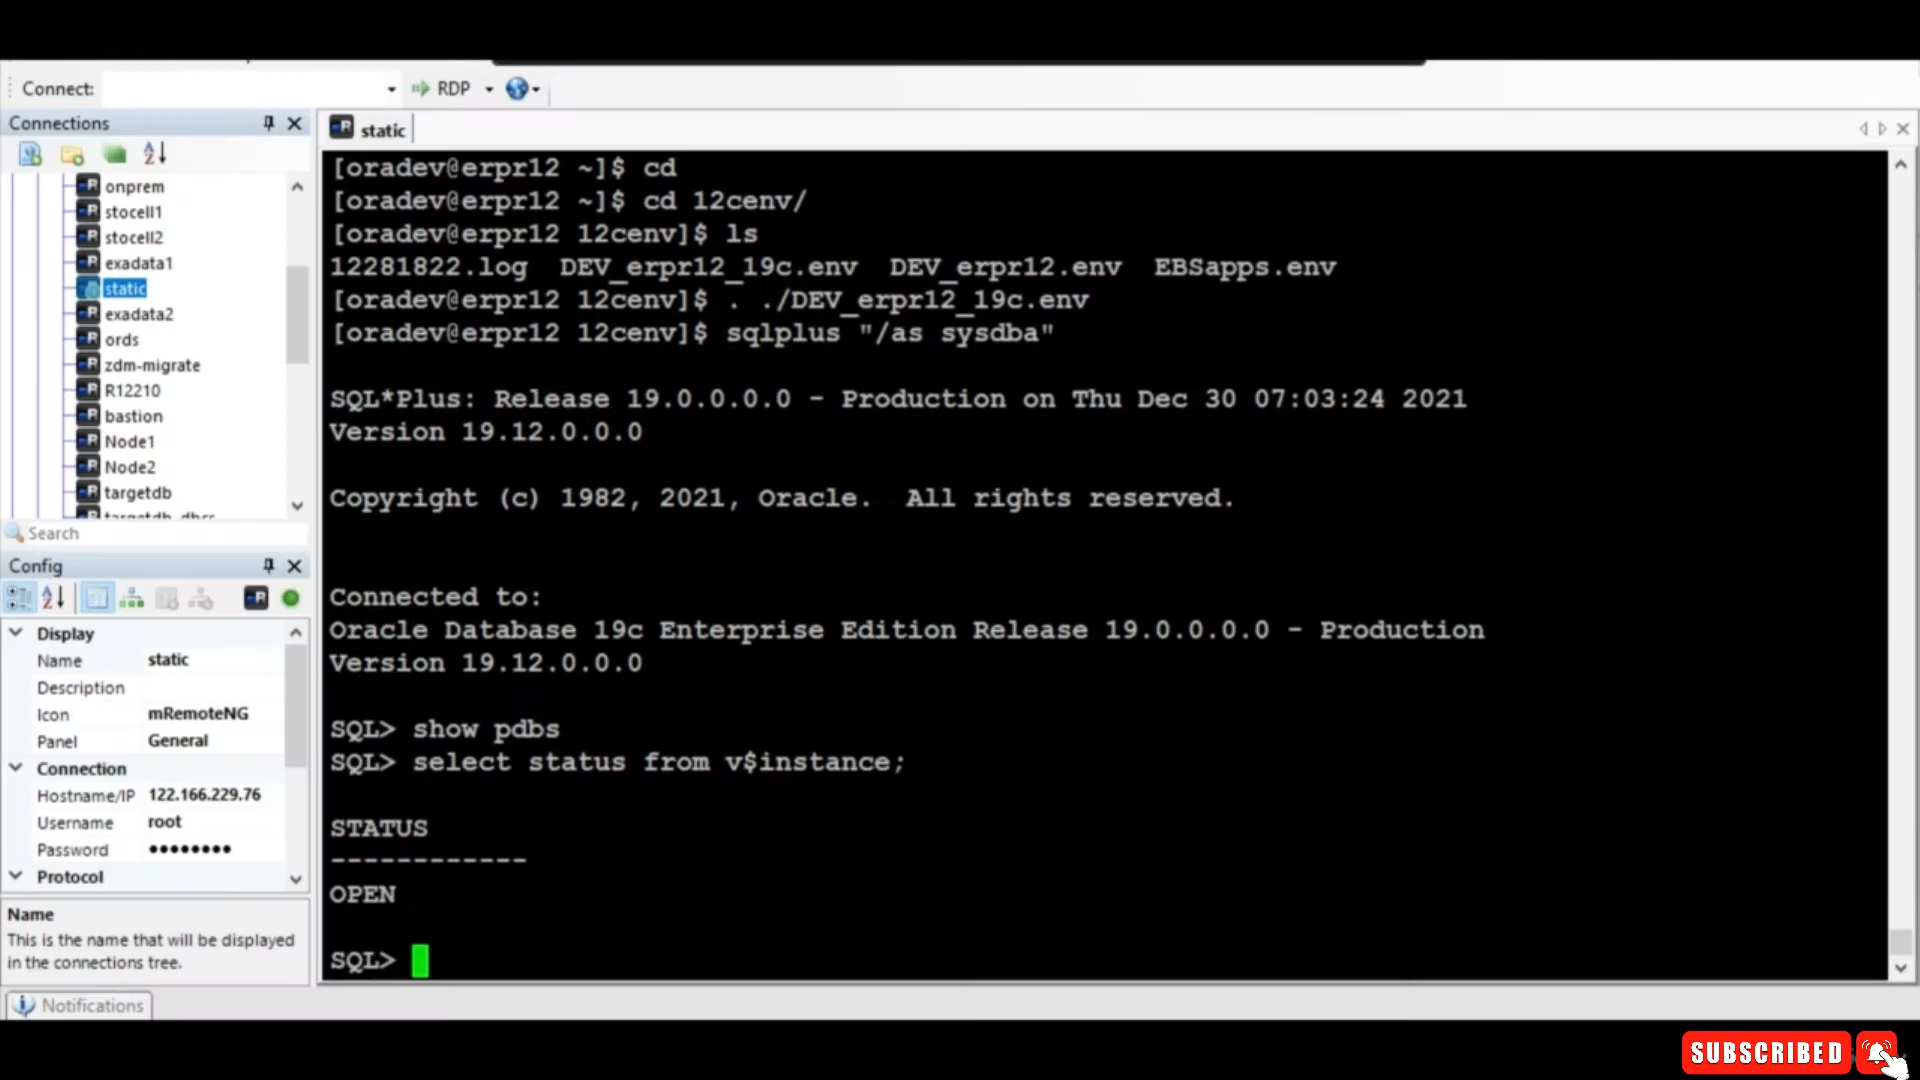 Connect:
RDP
Connections
onprem
stocell1
stocell2
exadata1
static
exadata2
ords
zdm-migrate
R12210
bastion
Node1
Node2
targetdb
Search
Config
Display
Name static
Description
Icon mRemoteNG
Panel General
Connection
Hostname/IP 122.166.229.76
Username root
Password ••••••••
Protocol
Name
This is the name that will be displayed
in the connections tree.
Notifications
static
[oradev@erpr12 ~]$ cd
[oradev@erpr12 ~]$ cd 12cenv/
[oradev@erpr12 12cenv]$ ls
12281822.log DEV_erpr12_19c.env DEV_erpr12.env EBSapps.env
[oradev@erpr12 12cenv]$ . ./DEV_erpr12_19c.env
[oradev@erpr12 12cenv]$ sqlplus "/as sysdba"
SQL*Plus: Release 19.0.0.0.0 - Production on Thu Dec 30 07:03:24 2021
Version 19.12.0.0.0
Copyright (c) 1982, 2021, Oracle. All rights reserved.
Connected to:
Oracle Database 19c Enterprise Edition Release 19.0.0.0.0 - Production
Version 19.12.0.0.0
SQL> show pdbs
SQL> select status from v$instance;
STATUS
------------
OPEN
SQL>
SUBSCRIBED